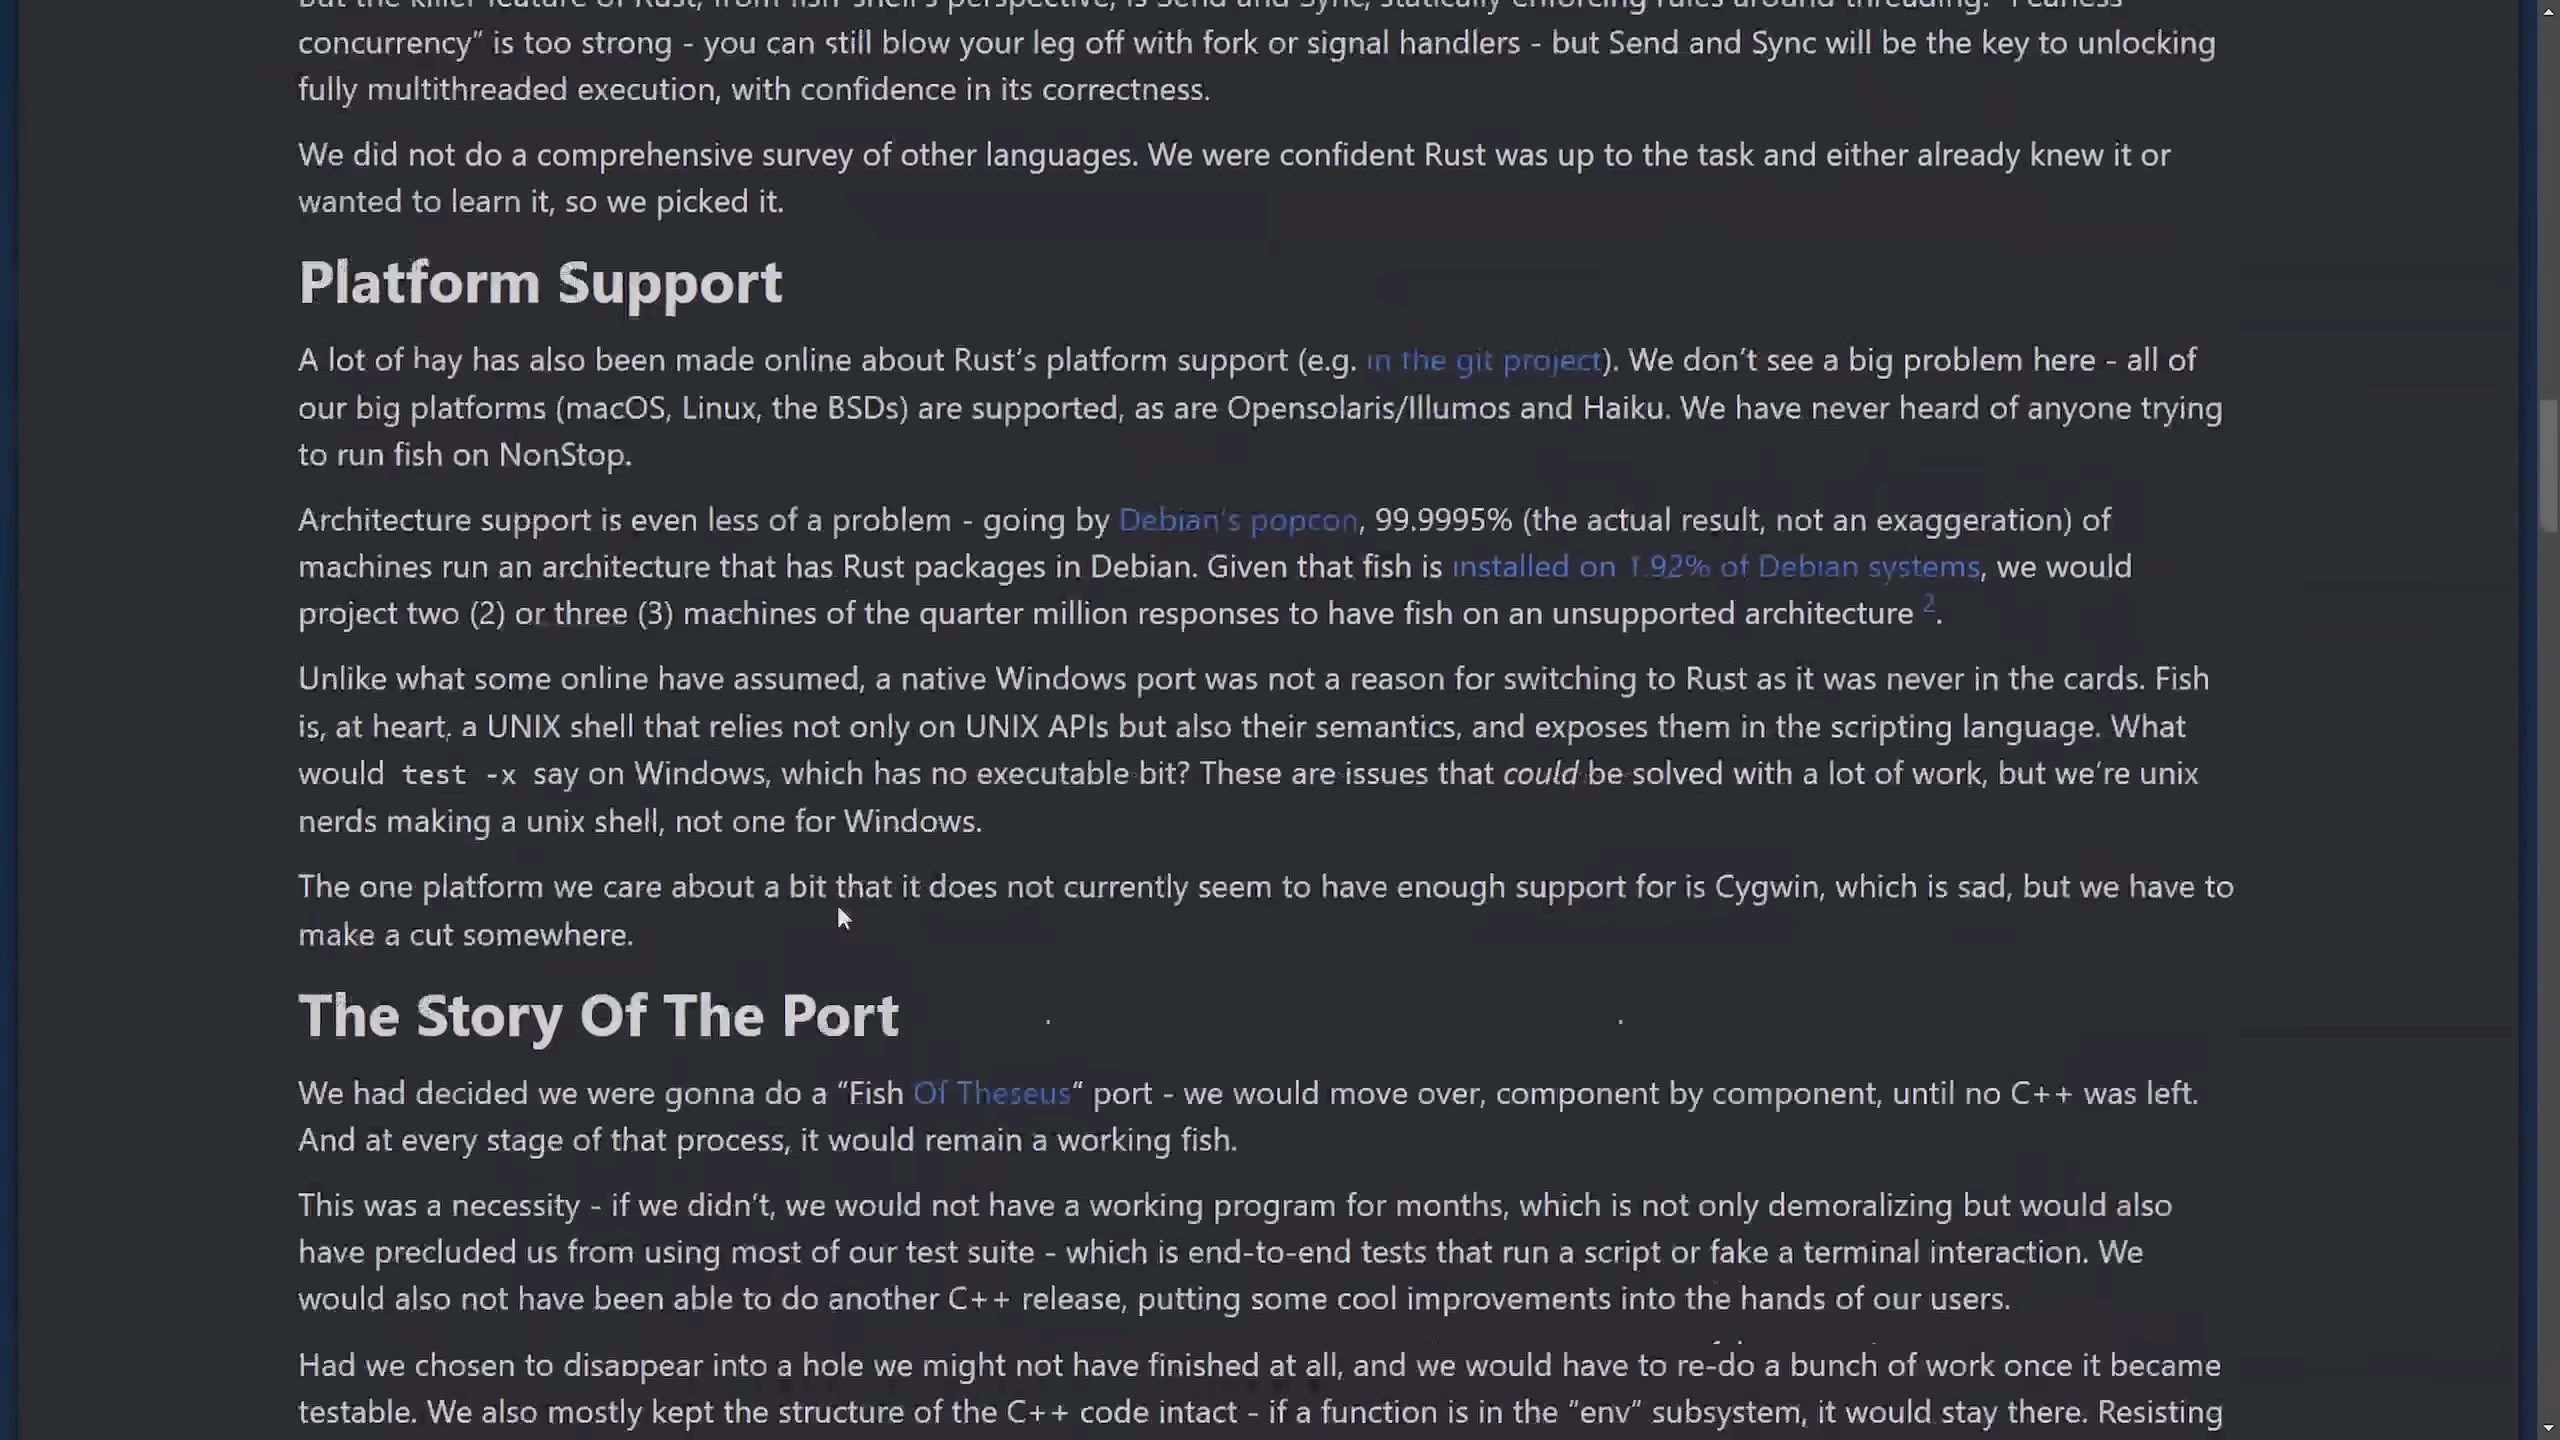 But the killer feature of Rust, from fish-shell's perspective, is Send and Sync, statically enforcing rules around threading. “Fearless
concurrency” is too strong - you can still blow your leg off with fork or signal handlers - but Send and Sync will be the key to unlocking
fully multithreaded execution, with confidence in its correctness.
We did not do a comprehensive survey of other languages. We were confident Rust was up to the task and either already knew it or
wanted to learn it, so we picked it.
Platform Support
A lot of hay has also been made online about Rust’s platform support (e.g. in the git project). We don’t see a big problem here - all of
our big platforms (macOS, Linux, the BSDs) are supported, as are Opensolaris/Illumos and Haiku. We have never heard of anyone trying
to run fish on NonStop.
Architecture support is even less of a problem - going by Debian’s popcon, 99.9995% (the actual result, not an exaggeration) of
machines run an architecture that has Rust packages in Debian. Given that fish is installed on 1.92% of Debian systems, we would
project two (2) or three (3) machines of the quarter million responses to have fish on an unsupported architecture 2.
Unlike what some online have assumed, a native Windows port was not a reason for switching to Rust as it was never in the cards. Fish
is, at heart, a UNIX shell that relies not only on UNIX APIs but also their semantics, and exposes them in the scripting language. What
would test -x say on Windows, which has no executable bit? These are issues that could be solved with a lot of work, but we’re unix
nerds making a unix shell, not one for Windows.
The one platform we care about a bit that it does not currently seem to have enough support for is Cygwin, which is sad, but we have to
make a cut somewhere.
The Story Of The Port
We had decided we were gonna do a “Fish Of Theseus“ port - we would move over, component by component, until no C++ was left.
And at every stage of that process, it would remain a working fish.
This was a necessity - if we didn’t, we would not have a working program for months, which is not only demoralizing but would also
have precluded us from using most of our test suite - which is end-to-end tests that run a script or fake a terminal interaction. We
would also not have been able to do another C++ release, putting some cool improvements into the hands of our users.
Had we chosen to disappear into a hole we might not have finished at all, and we would have to re-do a bunch of work once it became
testable. We also mostly kept the structure of the C++ code intact - if a function is in the “env” subsystem, it would stay there. Resisting